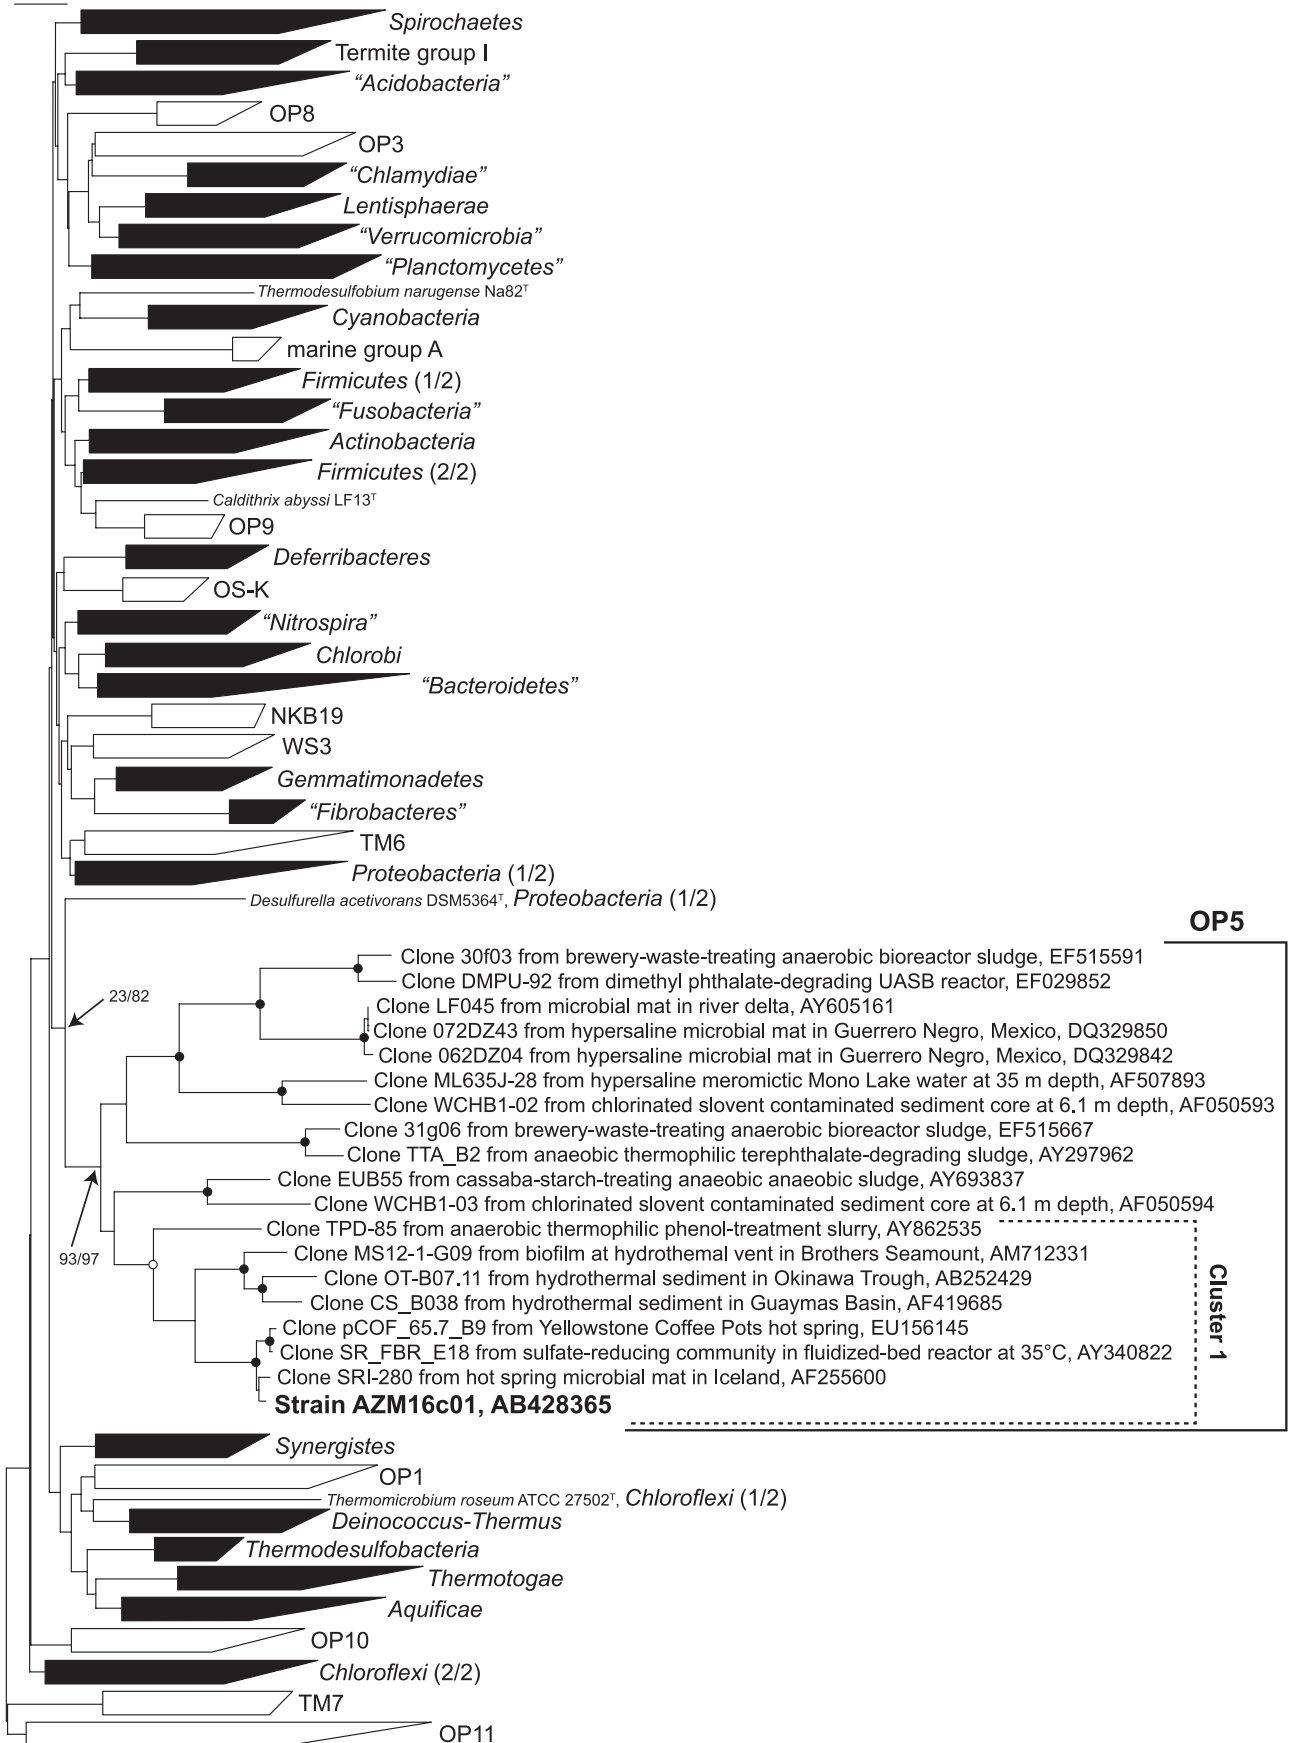 Spirochaetes
Termite group I
“Acidobacteria”
OP8
OP3
“Chlamydiae”
Lentisphaerae
“Verrucomicrobia”
“Planctomycetes”
Thermodesulfobium narugense Na82ᵀ
Cyanobacteria
marine group A
Firmicutes (1/2)
“Fusobacteria”
Actinobacteria
Firmicutes (2/2)
Caldithrix abyssi LF13ᵀ
OP9
Deferribacteres
OS-K
“Nitrospira”
Chlorobi
“Bacteroidetes”
NKB19
WS3
Gemmatimonadetes
“Fibrobacteres”
TM6
Proteobacteria (1/2)
Desulfurella acetivorans DSM5364ᵀ, Proteobacteria (1/2)
OP5
Clone 30f03 from brewery-waste-treating anaerobic bioreactor sludge, EF515591
Clone DMPU-92 from dimethyl phthalate-degrading UASB reactor, EF029852
23/82
Clone LF045 from microbial mat in river delta, AY605161
Clone 072DZ43 from hypersaline microbial mat in Guerrero Negro, Mexico, DQ329850
Clone 062DZ04 from hypersaline microbial mat in Guerrero Negro, Mexico, DQ329842
Clone ML635J-28 from hypersaline meromictic Mono Lake water at 35 m depth, AF507893
Clone WCHB1-02 from chlorinated slovent contaminated sediment core at 6.1 m depth, AF050593
Clone 31g06 from brewery-waste-treating anaerobic bioreactor sludge, EF515667
Clone TTA_B2 from anaeobic thermophilic terephthalate-degrading sludge, AY297962
Clone EUB55 from cassaba-starch-treating anaeobic anaeobic sludge, AY693837
Clone WCHB1-03 from chlorinated slovent contaminated sediment core at 6.1 m depth, AF050594
Clone TPD-85 from anaerobic thermophilic phenol-treatment slurry, AY862535
93/97
Clone MS12-1-G09 from biofilm at hydrothemal vent in Brothers Seamount, AM712331
Clone OT-B07.11 from hydrothermal sediment in Okinawa Trough, AB252429
Clone CS_B038 from hydrothermal sediment in Guaymas Basin, AF419685
Cluster 1
Clone pCOF_65.7_B9 from Yellowstone Coffee Pots hot spring, EU156145
Clone SR_FBR_E18 from sulfate-reducing community in fluidized-bed reactor at 35°C, AY340822
Clone SRI-280 from hot spring microbial mat in Iceland, AF255600
Strain AZM16c01, AB428365
Synergistes
OP1
Thermomicrobium roseum ATCC 27502ᵀ, Chloroflexi (1/2)
Deinococcus-Thermus
Thermodesulfobacteria
Thermotogae
Aquificae
OP10
Chloroflexi (2/2)
TM7
OP11